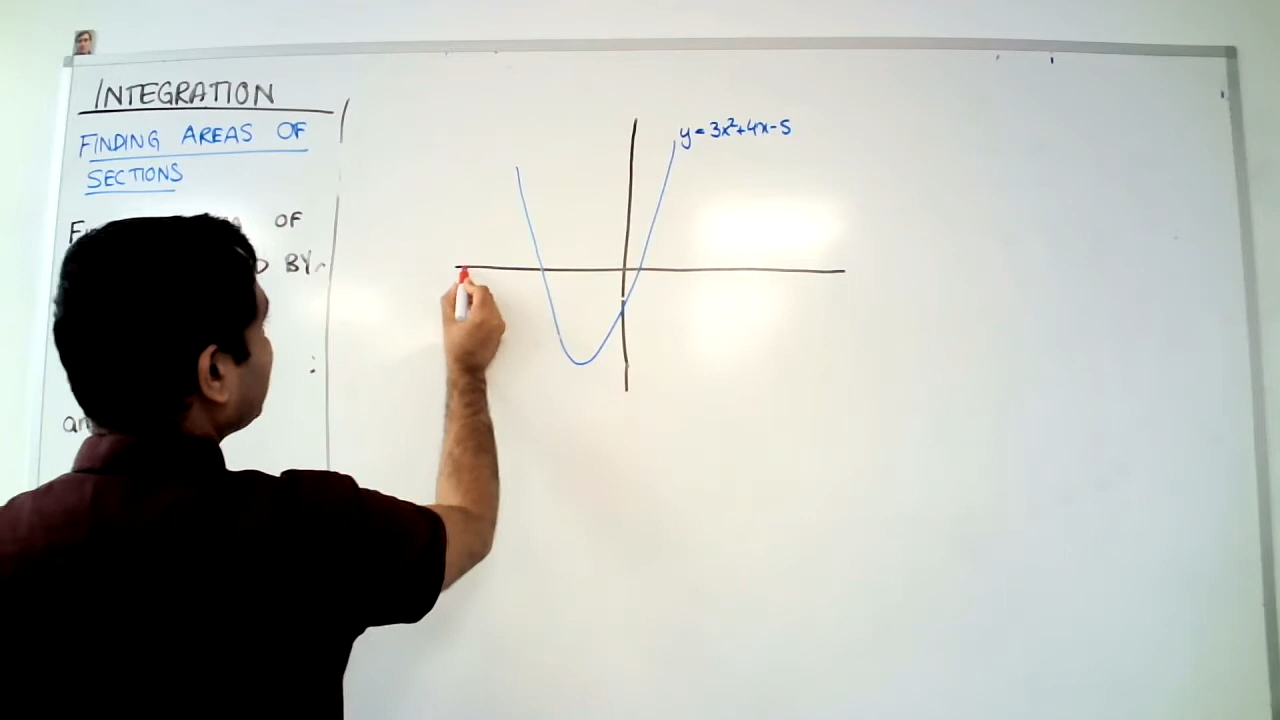 INTEGRATION
FINDING AREAS OF
SECTIONS
OF
BY
:
y = 3x²+4x-5